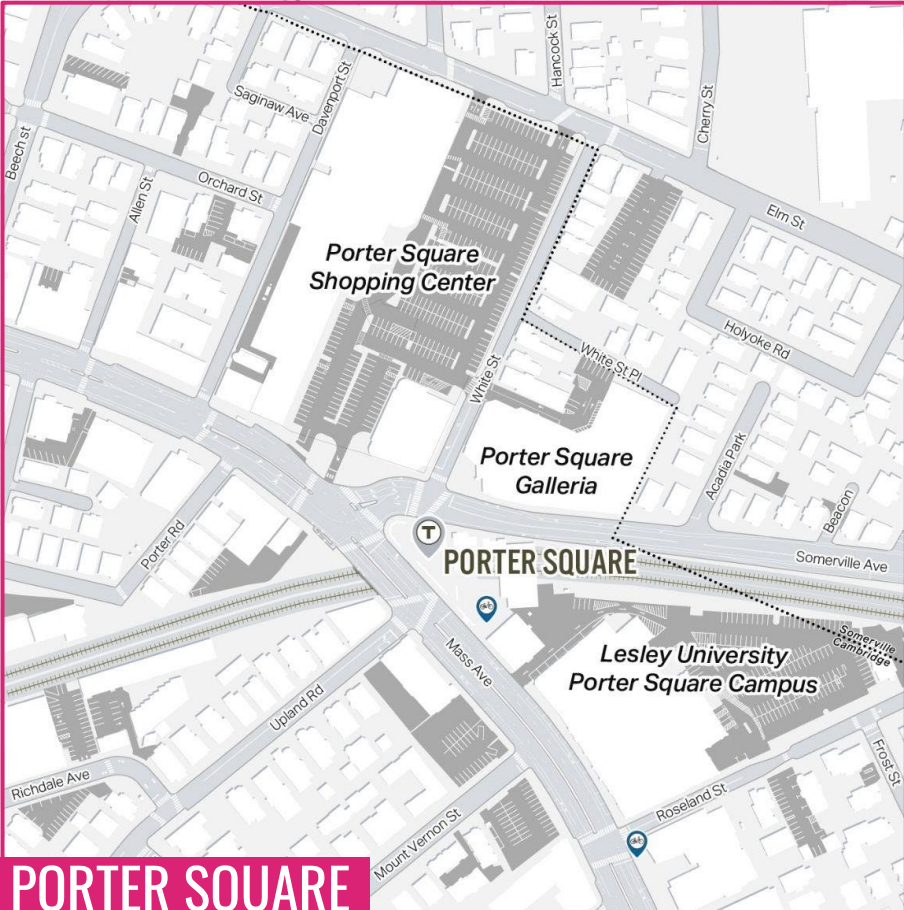 Hancock St
Cherry St
Saginaw Ave
Davenport St
Beech st
Allen St
Orchard St
Elm St
Porter Square
Shopping Center
Holyoke Rd
White St
White St Pl
Porter Square
Galleria
Acadia Park
Beacon
Porter Rd
T
PORTER SQUARE
Somerville Ave
Somerville
Cambridge
Mass Ave
Lesley University
Porter Square Campus
Upland Rd
Richdale Ave
Frost St
Roseland St
Mount Vernon St
PORTER SQUARE